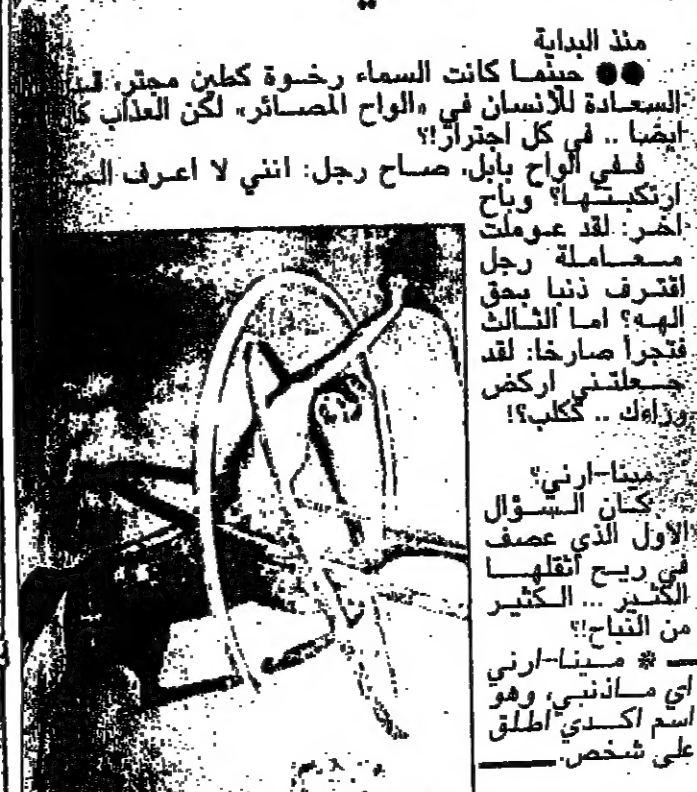 منذ البداية
●● حينما كانت السماء رخوة كطين مجتر،
السعادة للانسان في «الواح المصائر» لكن العذاب
ايضا .. في كل اجترار!؟
ففي الواح بابل، صاح رجل: انني لا اعرف
ارتكبتها؟ وباح
اخر: لقد عوملت
معاملة رجل
اقترف ذنبا بحق
الهه؟ اما الثالث
فتجرا صارخا: لقد
جعلتني اركض
وراءك .. ككلب؟!
مينا-ارني؟
كان السؤال
الاول الذي عصف
في ريح اثقلها
الكثير ... الكثير
من النباح!؟
* مينا-ارني
اي ماذنبي، وهو
اسم اكدي اطلق
على شخص.